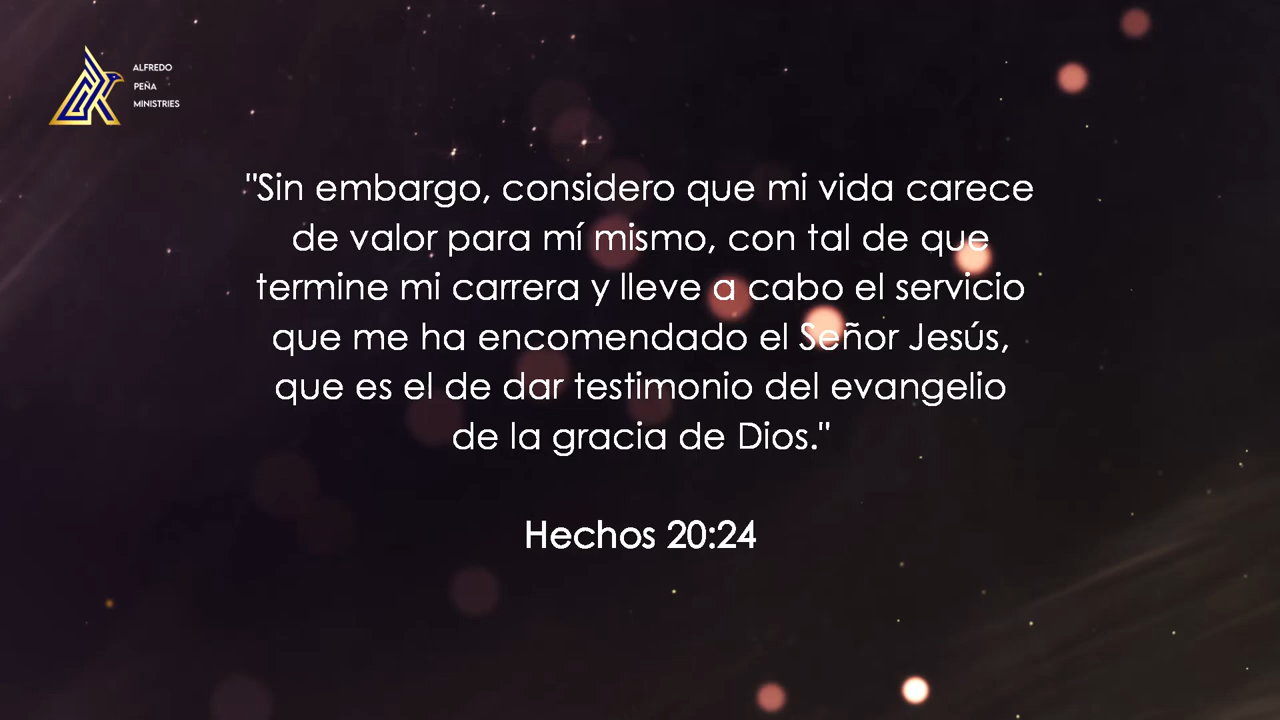 ALFREDO
PEÑA
MINISTRIES
"Sin embargo, considero que mi vida carece
de valor para mí mismo, con tal de que
termine mi carrera y lleve a cabo el servicio
que me ha encomendado el Señor Jesús,
que es el de dar testimonio del evangelio
de la gracia de Dios."
Hechos 20:24